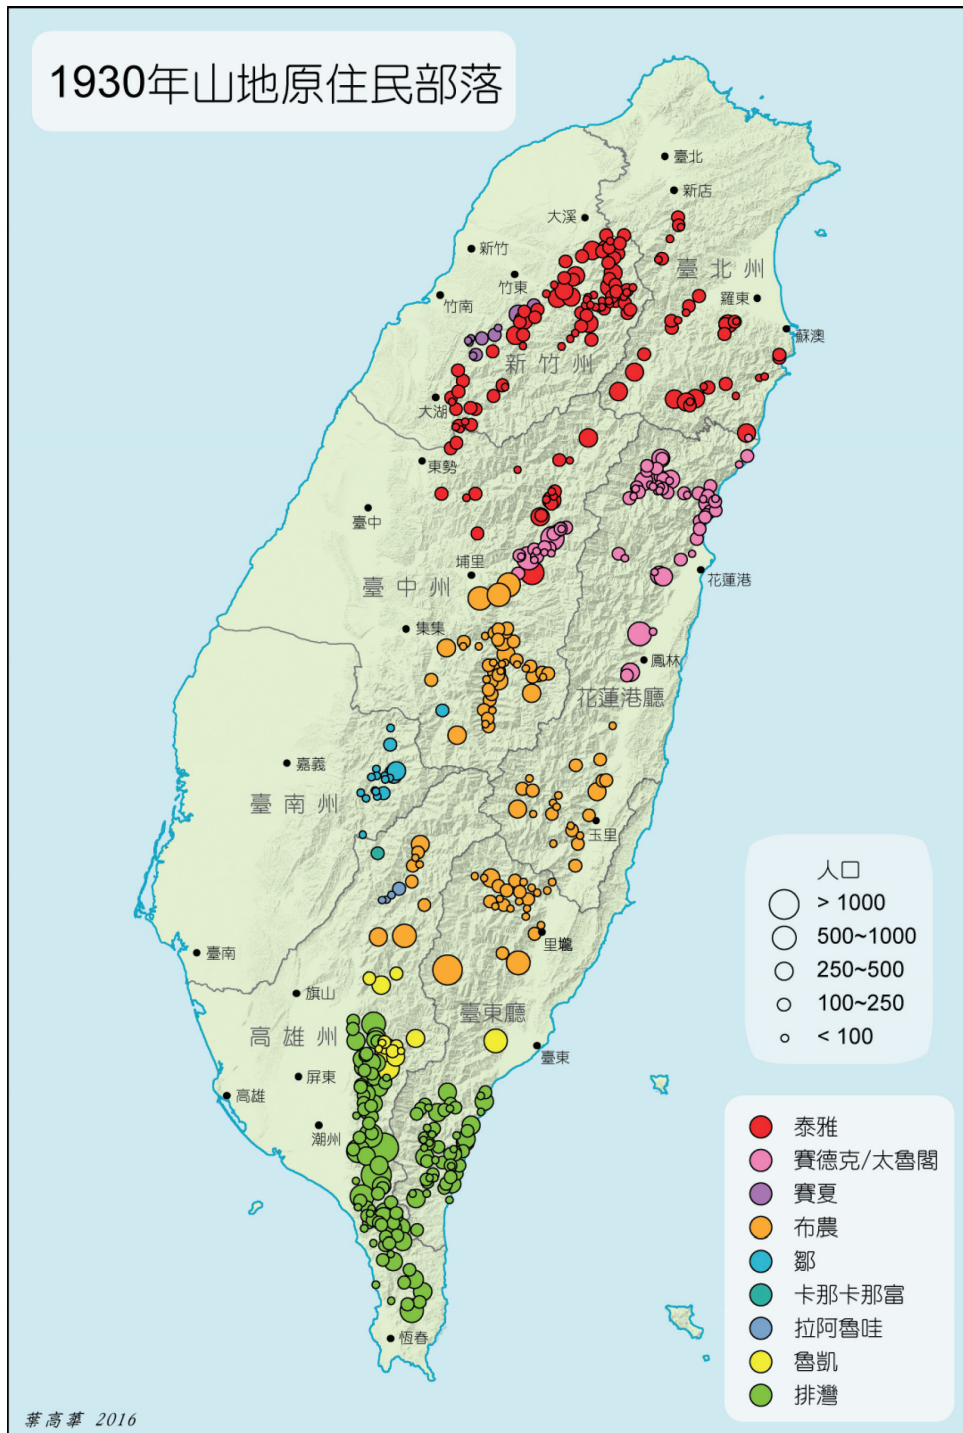 1930年山地原住民部落
臺北
新店
大溪
新竹
臺北州
竹東
竹南
羅東
蘇澳
新竹州
大湖
東勢
臺中
埔里
花蓮港
臺中州
集集
鳳林
花蓮港廳
嘉義
臺南州
玉里
臺南
里壠
旗山
臺東廳
高雄州
臺東
屏東
高雄
潮州
恆春
人口
> 1000
500~1000
250~500
100~250
< 100
泰雅
賽德克/太魯閣
賽夏
布農
鄒
卡那卡那富
拉阿魯哇
魯凱
排灣
葉高華 2016